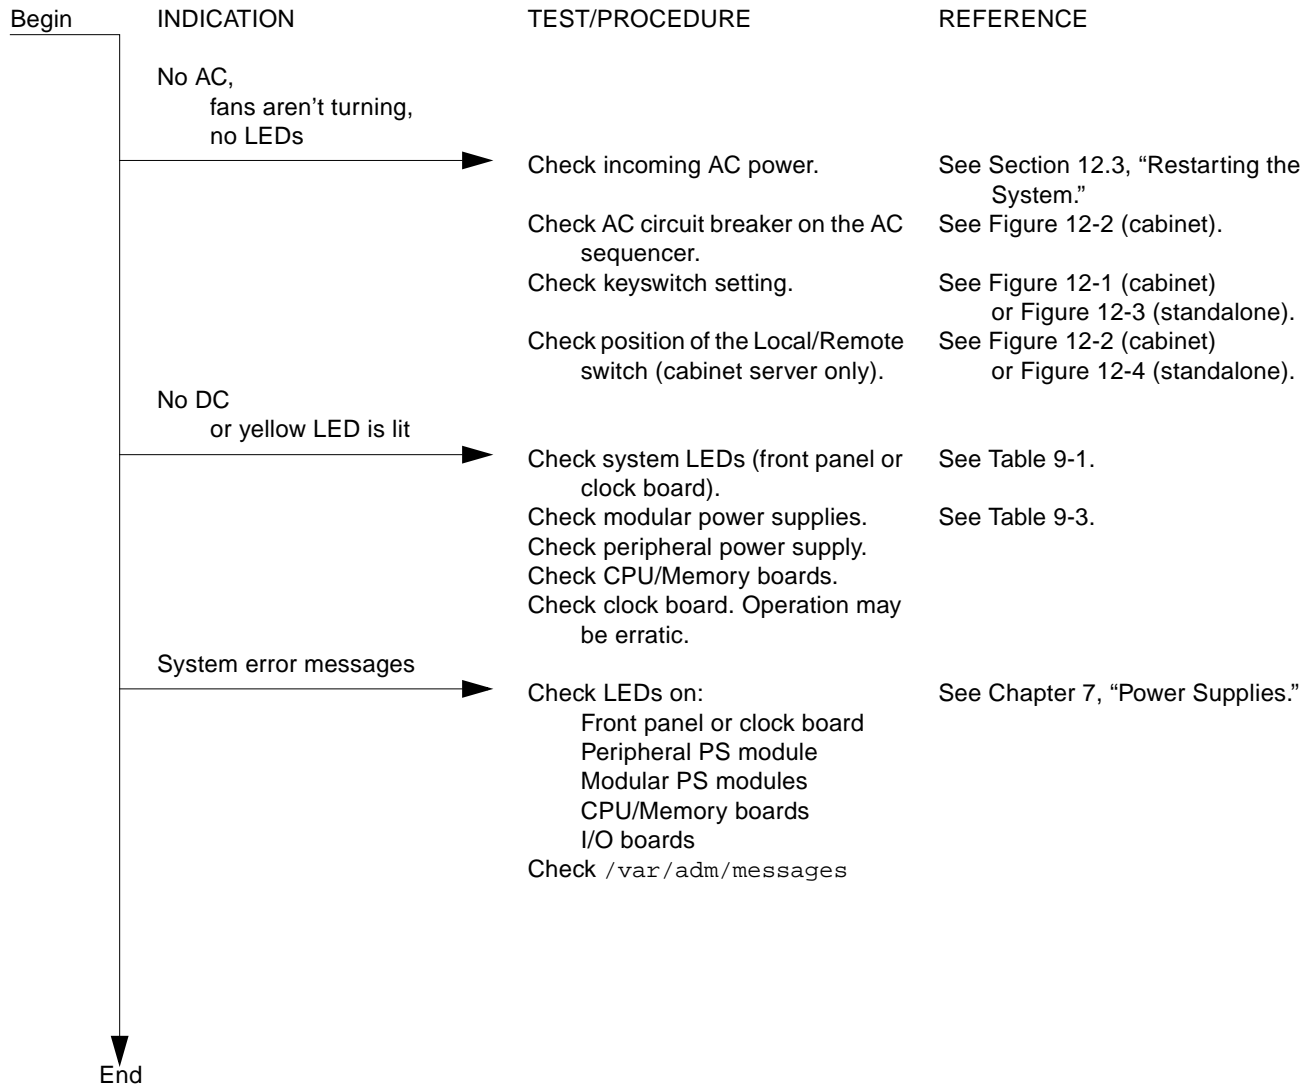 Begin INDICATION TEST/PROCEDURE REFERENCE
No AC,
fans aren’t turning,
no LEDs
Check incoming AC power. See Section 12.3, “Restarting the
System.”
Check AC circuit breaker on the AC See Figure 12-2 (cabinet).
sequencer.
Check keyswitch setting. See Figure 12-1 (cabinet)
or Figure 12-3 (standalone).
Check position of the Local/Remote See Figure 12-2 (cabinet)
switch (cabinet server only). or Figure 12-4 (standalone).
No DC
or yellow LED is lit
Check system LEDs (front panel or See Table 9-1.
clock board).
Check modular power supplies. See Table 9-3.
Check peripheral power supply.
Check CPU/Memory boards.
Check clock board. Operation may
be erratic.
System error messages
Check LEDs on: See Chapter 7, “Power Supplies.”
Front panel or clock board
Peripheral PS module
Modular PS modules
CPU/Memory boards
I/O boards
Check /var/adm/messages
End